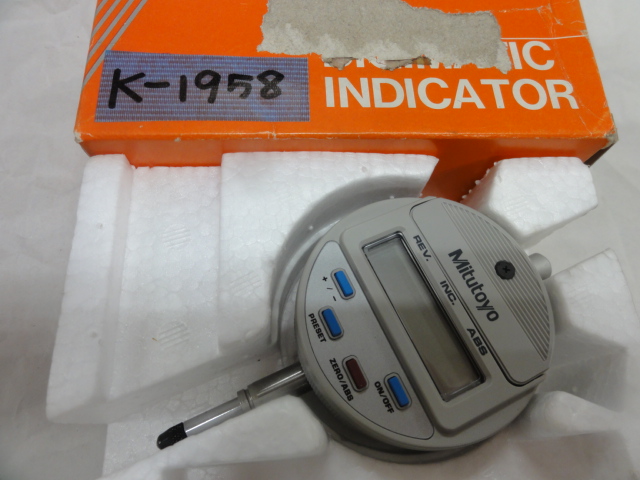 K-1958
INDICATOR
Mitutoyo
REV.
INC.
ABS
+/-
PRESET
ZERO/ABS
ON/OFF